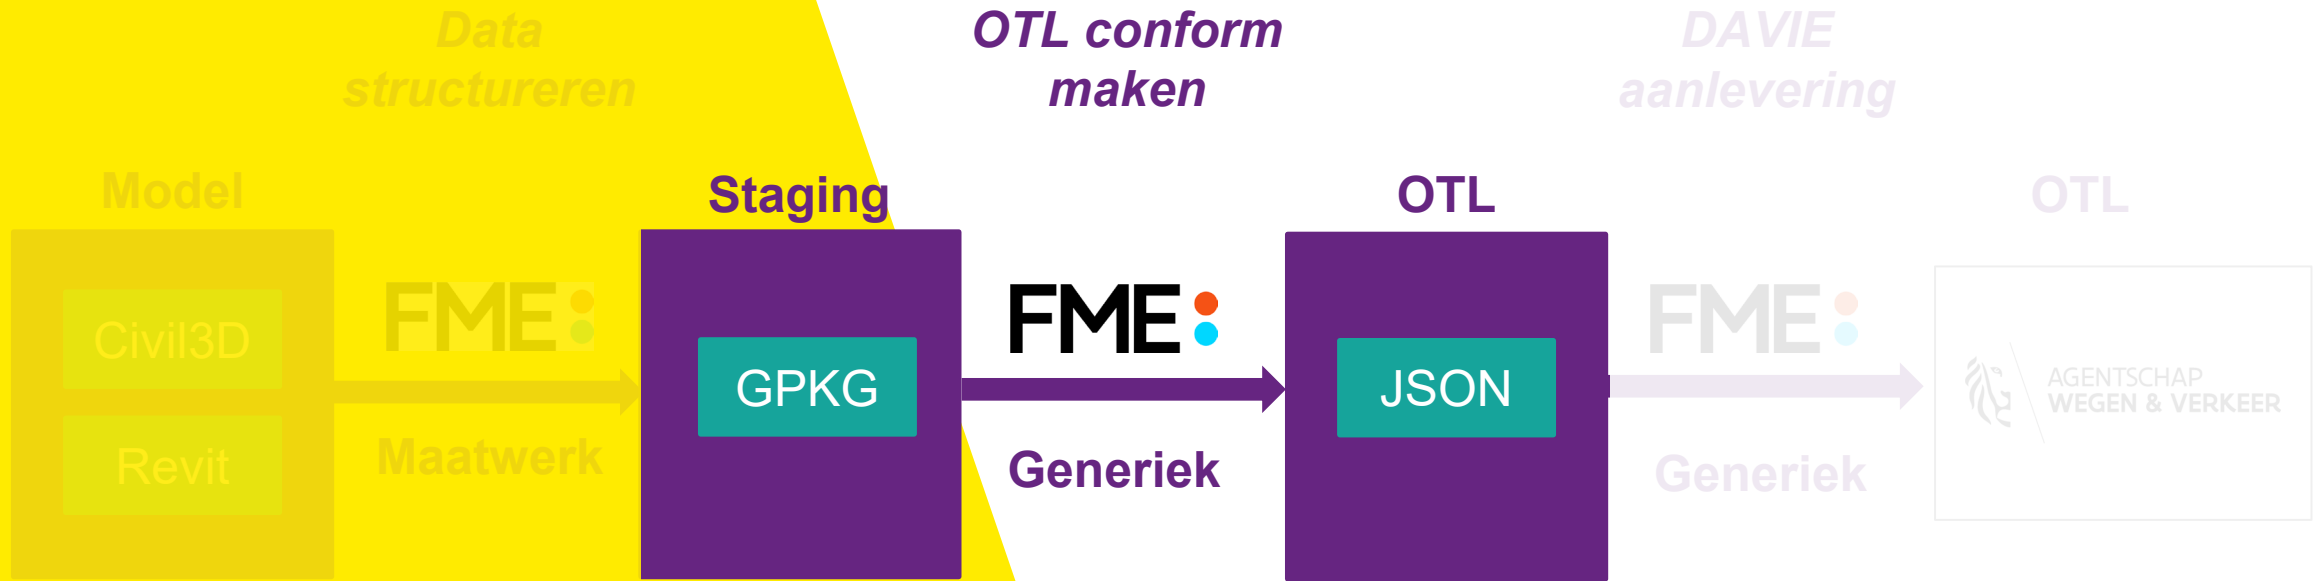 Data
structureren
OTL conform
maken
DAVIE
aanlevering
Model
Staging
OTL
OTL
Civil3D
Revit
FME
Maatwerk
GPKG
FME
Generiek
JSON
FME
Generiek
AGENTSCHAP
WEGEN & VERKEER